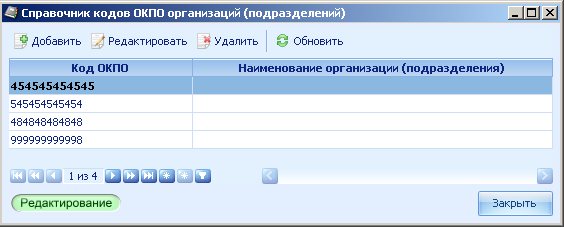 Справочник кодов ОКПО организаций (подразделений)
Добавить Редактировать Удалить Обновить
Код ОКПО Наименование организации (подразделения)
454545454545
545454545454
484848484848
999999999998
1 из 4
Редактирование Закрыть